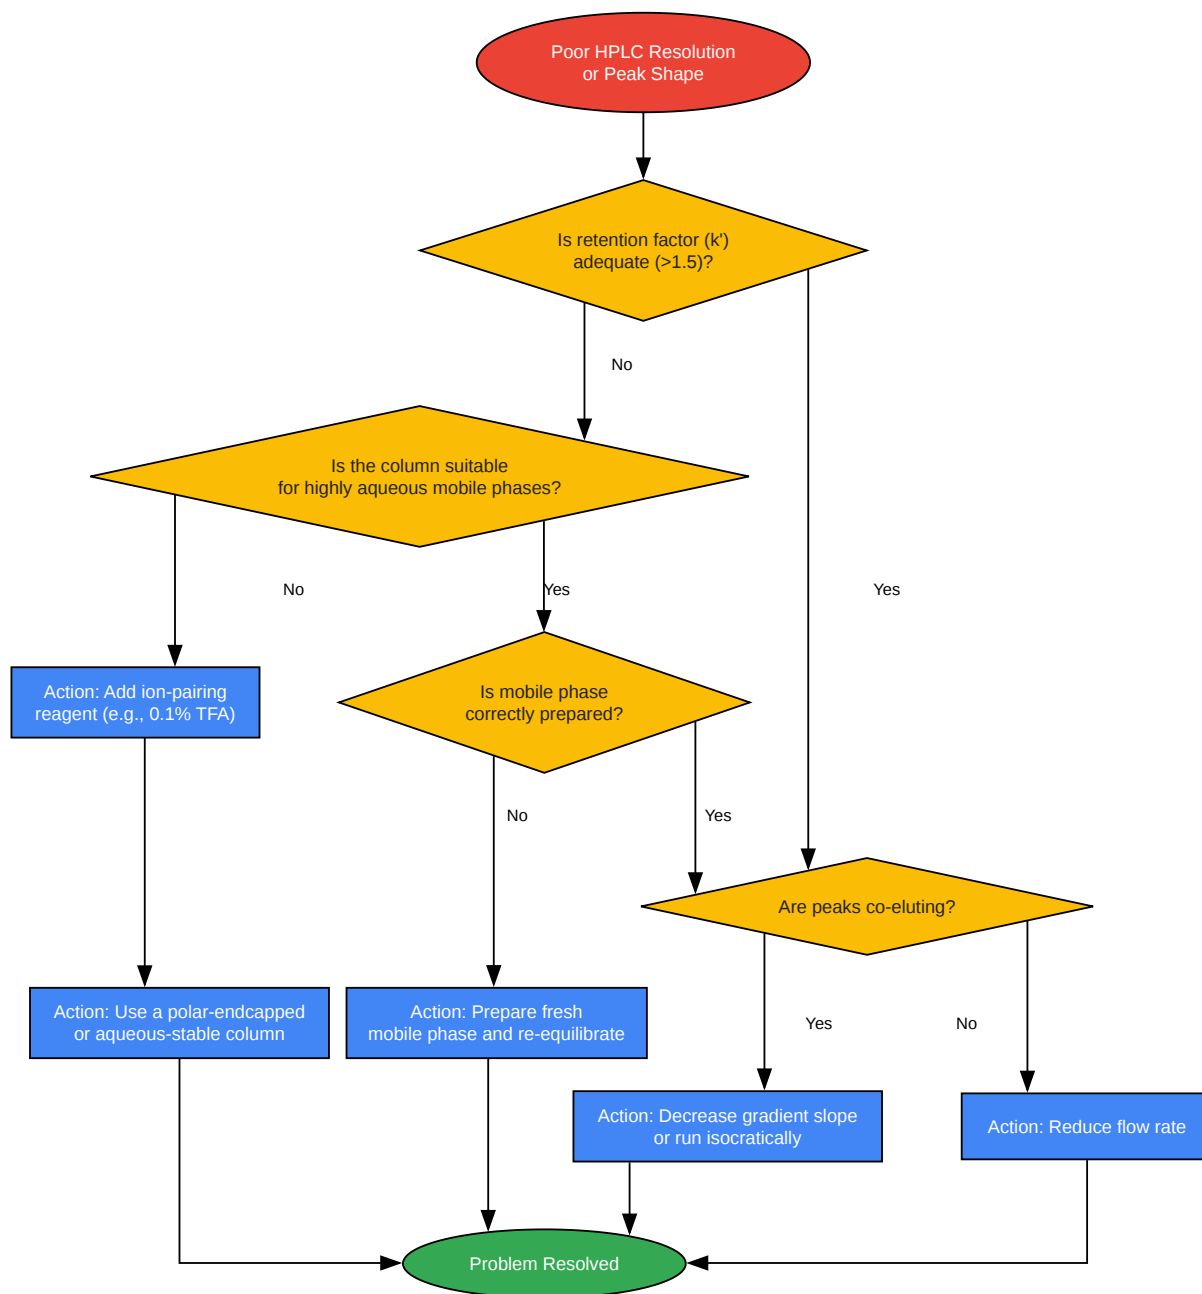 Poor HPLC Resolution
or Peak Shape
Is retention factor (k')
adequate (>1.5)?
No
Is the column suitable
for highly aqueous mobile phases?
No
Yes
Yes
Action: Add ion-pairing
reagent (e.g., 0.1% TFA)
Is mobile phase
correctly prepared?
No
Yes
Are peaks co-eluting?
Action: Use a polar-endcapped
or aqueous-stable column
Action: Prepare fresh
mobile phase and re-equilibrate
Yes
No
Action: Decrease gradient slope
or run isocratically
Action: Reduce flow rate
Problem Resolved